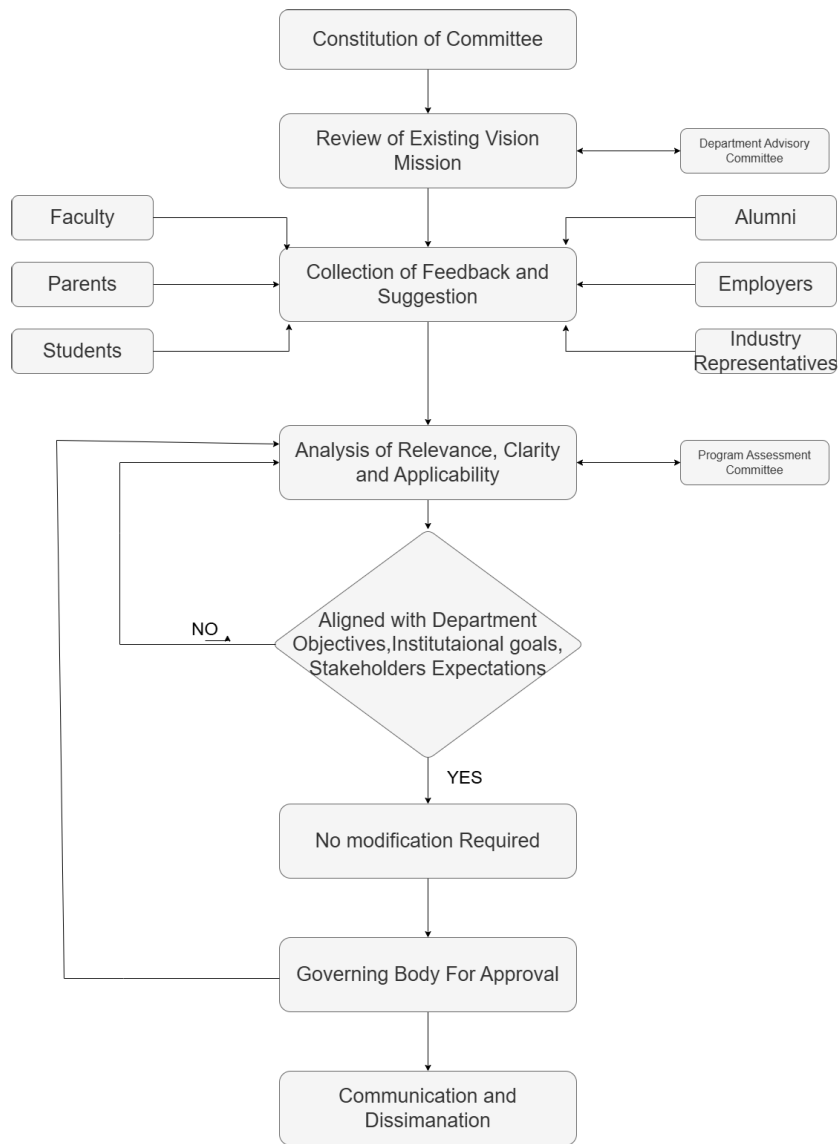 Constitution of Committee
Review of Existing Vision
Mission
Department Advisory
Committee
Faculty
Alumni
Parents
Collection of Feedback and
Suggestion
Employers
Students
Industry
Representatives
Analysis of Relevance, Clarity
and Applicability
Program Assessment
Committee
Aligned with Department
Objectives,Institutaional goals,
Stakeholders Expectations
NO
YES
No modification Required
Governing Body For Approval
Communication and
Dissimanation